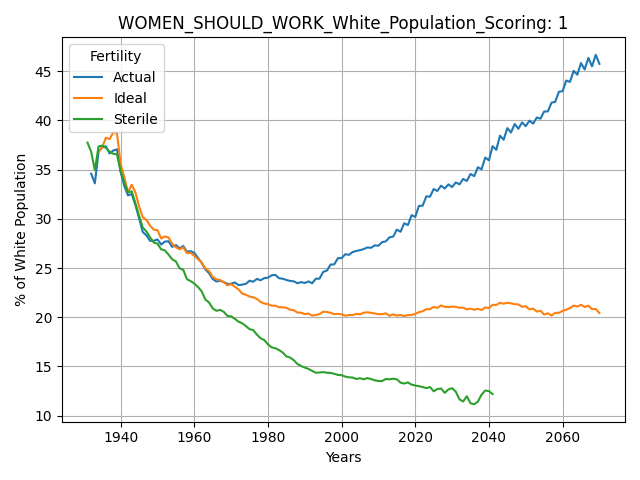 WOMEN_SHOULD_WORK_White_Population_Scoring: 1
Fertility
Actual
Ideal
Sterile
% of White Population
45
40
35
30
25
20
15
10
1940 1960 1980 2000 2020 2040 2060
Years